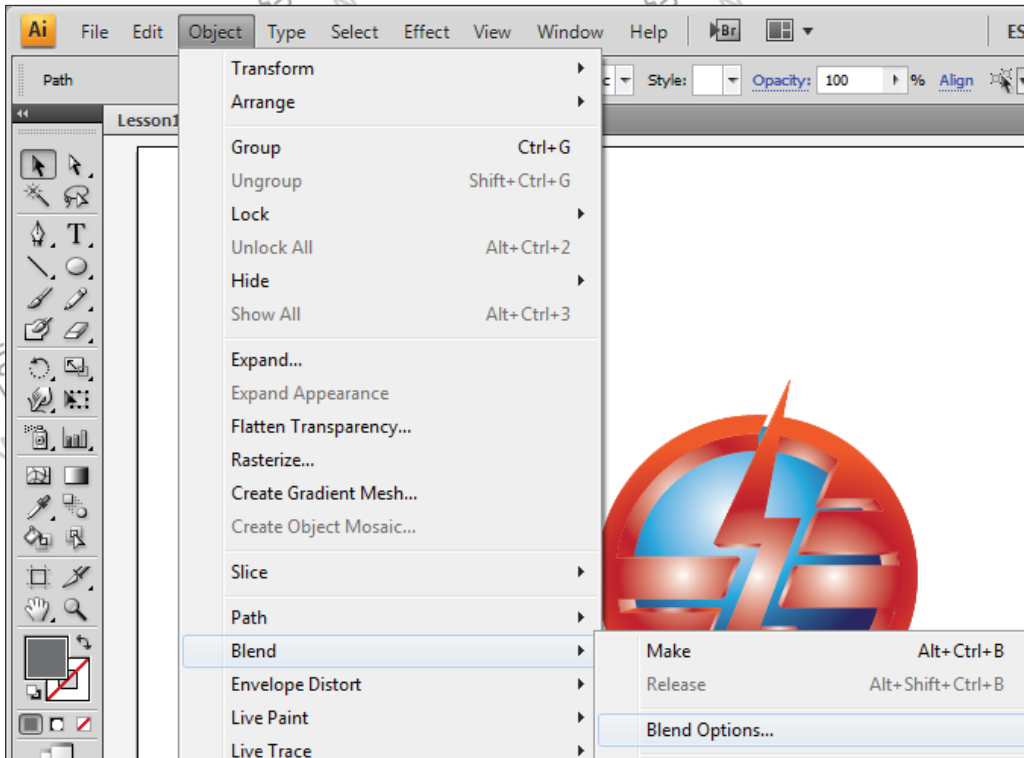 Ai File Edit Object Type Select Effect View Window Help Br ES
Path c Style: Opacity: 100 % Align
Lesson1
Transform
Arrange
Group Ctrl+G
Ungroup Shift+Ctrl+G
Lock
Unlock All Alt+Ctrl+2
Hide
Show All Alt+Ctrl+3
Expand...
Expand Appearance
Flatten Transparency...
Rasterize...
Create Gradient Mesh...
Create Object Mosaic...
Slice
Path
Blend
Envelope Distort
Live Paint
Live Trace
Make Alt+Ctrl+B
Release Alt+Shift+Ctrl+B
Blend Options...